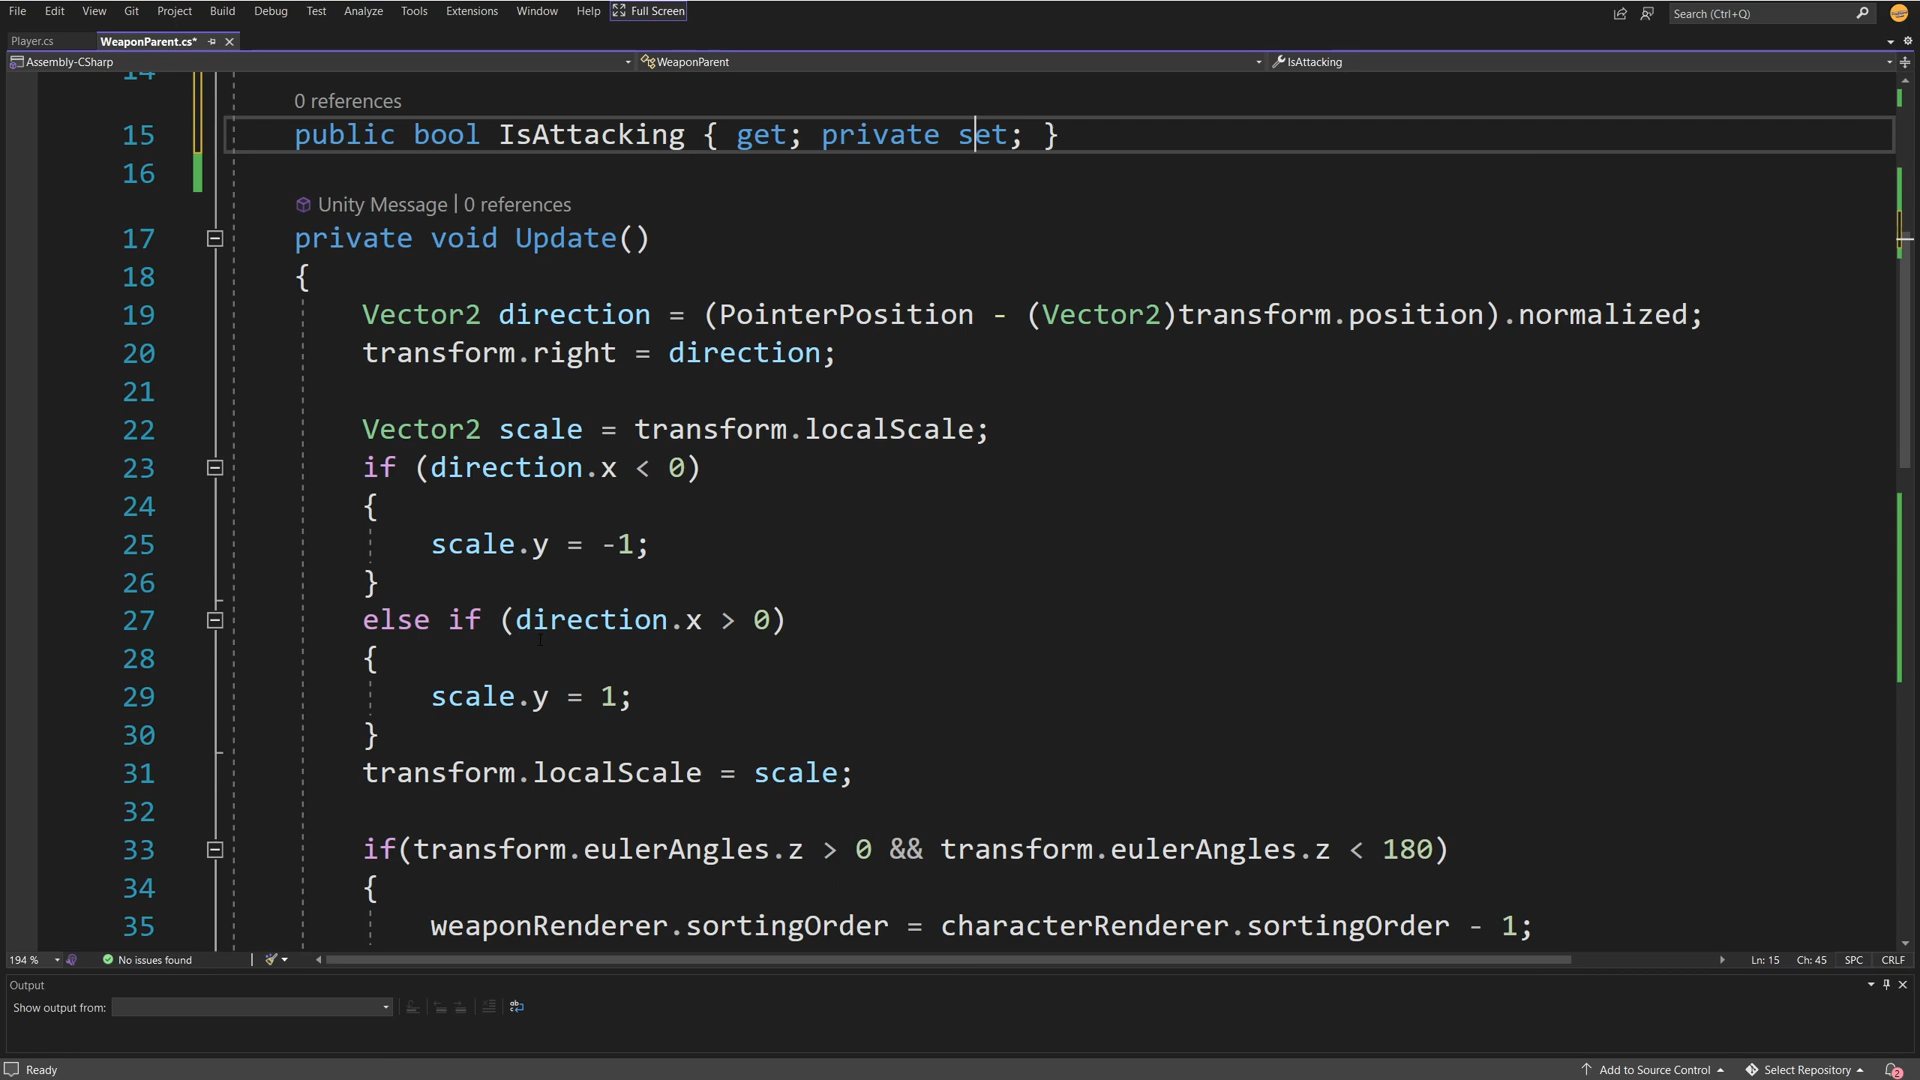 File Edit View Git Project Build Debug Test Analyze Tools Extensions Window Help Full Screen Search (Ctrl+Q)
Player.cs WeaponParent.cs*
Assembly-CSharp WeaponParent IsAttacking
14
0 references
15 public bool IsAttacking { get; private set; }
16
Unity Message | 0 references
17 private void Update()
18 {
19 Vector2 direction = (PointerPosition - (Vector2)transform.position).normalized;
20 transform.right = direction;
21
22 Vector2 scale = transform.localScale;
23 if (direction.x < 0)
24 {
25 scale.y = -1;
26 }
27 else if (direction.x > 0)
28 {
29 scale.y = 1;
30 }
31 transform.localScale = scale;
32
33 if(transform.eulerAngles.z > 0 && transform.eulerAngles.z < 180)
34 {
35 weaponRenderer.sortingOrder = characterRenderer.sortingOrder - 1;
194 % No issues found Ln: 15 Ch: 45 SPC CRLF
Output
Show output from:
Ready Add to Source Control Select Repository 2